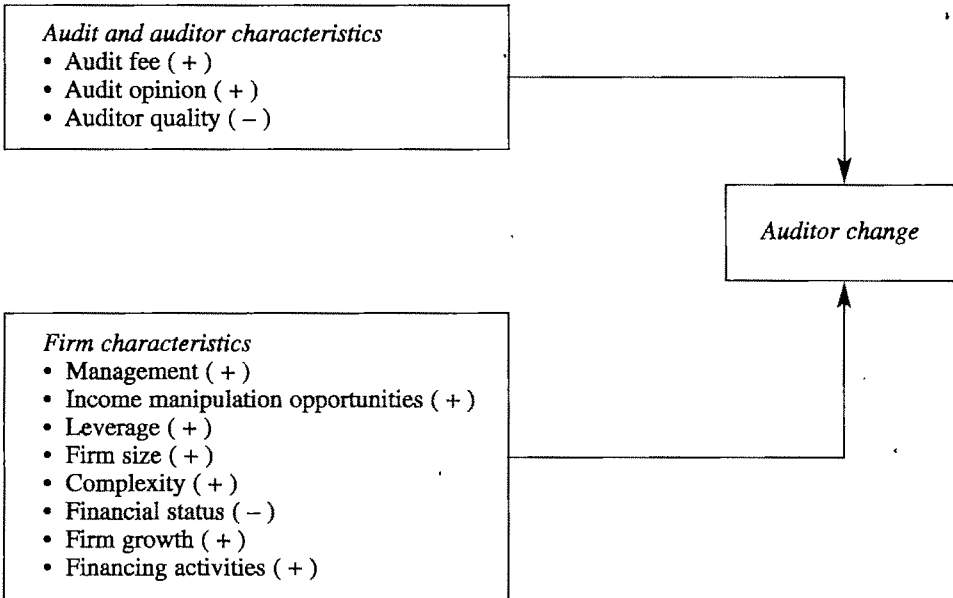 Audit and auditor characteristics
• Audit fee ( + )
• Audit opinion ( + )
• Auditor quality ( – )
Auditor change
Firm characteristics
• Management ( + )
• Income manipulation opportunities ( + )
• Leverage ( + )
• Firm size ( + )
• Complexity ( + )
• Financial status ( – )
• Firm growth ( + )
• Financing activities ( + )